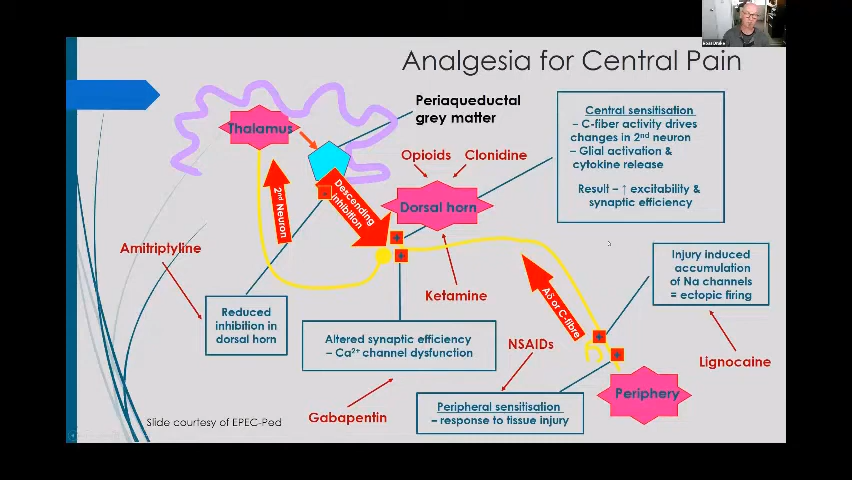 Ross Drake
Analgesia for Central Pain
Periaqueductal
grey matter
Thalamus
Opioids
Clonidine
Central sensitisation
– C-fiber activity drives
changes in 2nd neuron
– Glial activation &
cytokine release
Result – ↑ excitability &
synaptic efficiency
2nd Neuron
Descending
Inhibition
Dorsal horn
Amitriptyline
Ketamine
Injury induced
accumulation
of Na channels
= ectopic firing
Aδ or C-fibre
Reduced
inhibition in
dorsal horn
Altered synaptic efficiency
– Ca2+ channel dysfunction
NSAIDs
Lignocaine
Gabapentin
Peripheral sensitisation
– response to tissue injury
Periphery
Slide courtesy of EPEC-Ped